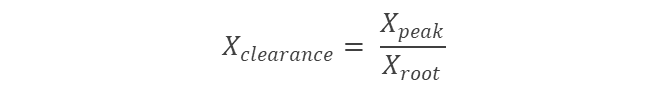 X_clearance = X_peak / X_root